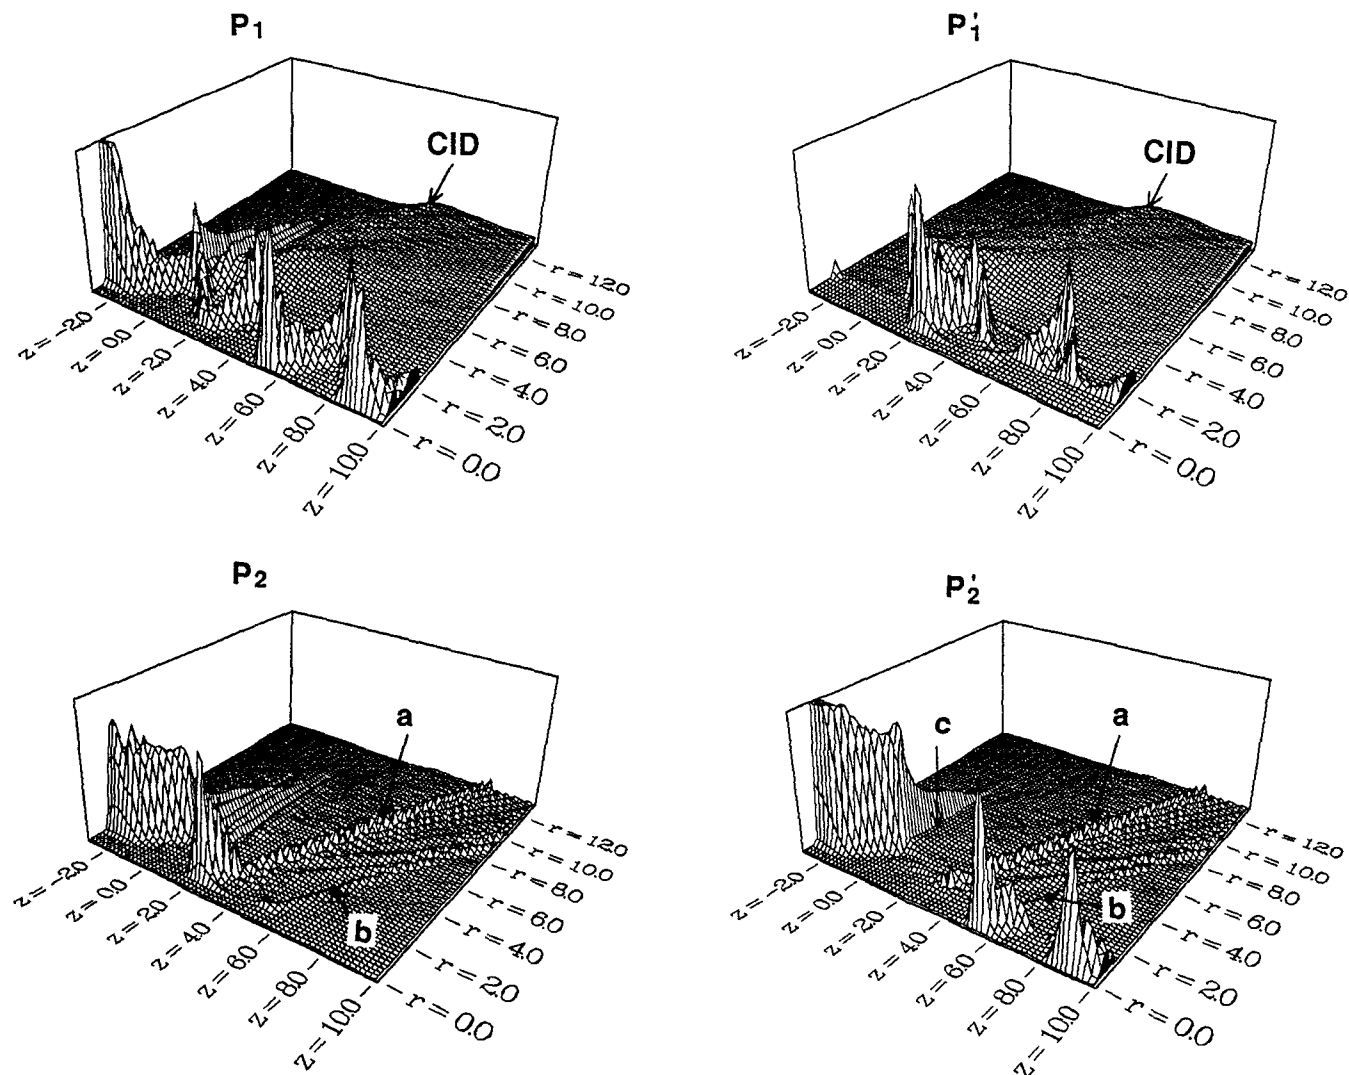 P₁
CID
z = -2.0
z = 0.0
z = 2.0
z = 4.0
z = 6.0
z = 8.0
z = 10.0
r = 12.0
r = 10.0
r = 8.0
r = 6.0
r = 4.0
r = 2.0
r = 0.0
P₁'
CID
z = -2.0
z = 0.0
z = 2.0
z = 4.0
z = 6.0
z = 8.0
z = 10.0
r = 12.0
r = 10.0
r = 8.0
r = 6.0
r = 4.0
r = 2.0
r = 0.0
P₂
a
b
z = -2.0
z = 0.0
z = 2.0
z = 4.0
z = 6.0
z = 8.0
z = 10.0
r = 12.0
r = 10.0
r = 8.0
r = 6.0
r = 4.0
r = 2.0
r = 0.0
P₂'
c
a
b
z = -2.0
z = 0.0
z = 2.0
z = 4.0
z = 6.0
z = 8.0
z = 10.0
r = 12.0
r = 10.0
r = 8.0
r = 6.0
r = 4.0
r = 2.0
r = 0.0